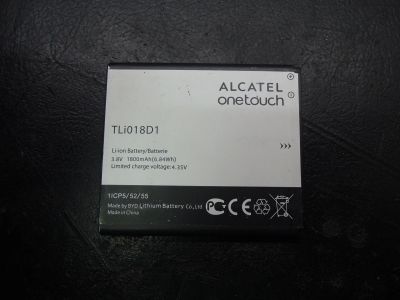 ALCATEL
onetouch
TLi018D1
Li-ion Battery/Batterie
3.8V 1800mAh(6.84Wh)
Limited charge voltage: 4.35V
>>>
1ICP5/52/55
Made by BYD Lithium Battery Co.,Ltd
Made in China